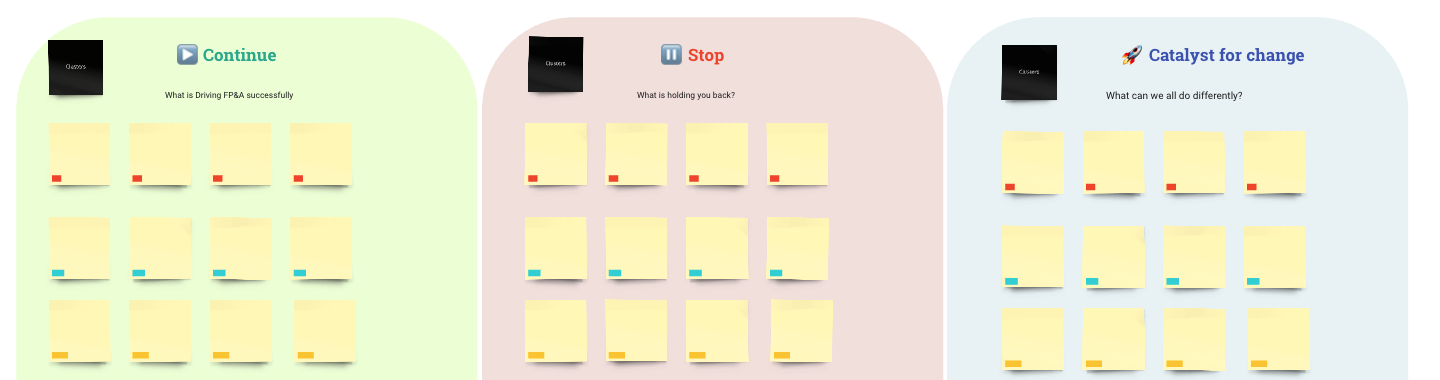 Clusters
Continue
What is Driving FP&A successfully
Clusters
Stop
What is holding you back?
Clusters
Catalyst for change
What can we all do differently?